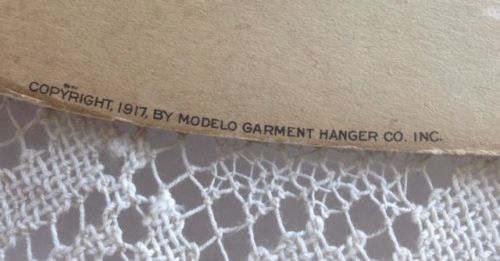 COPYRIGHT, 1917, BY MODELO GARMENT HANGER CO. INC.